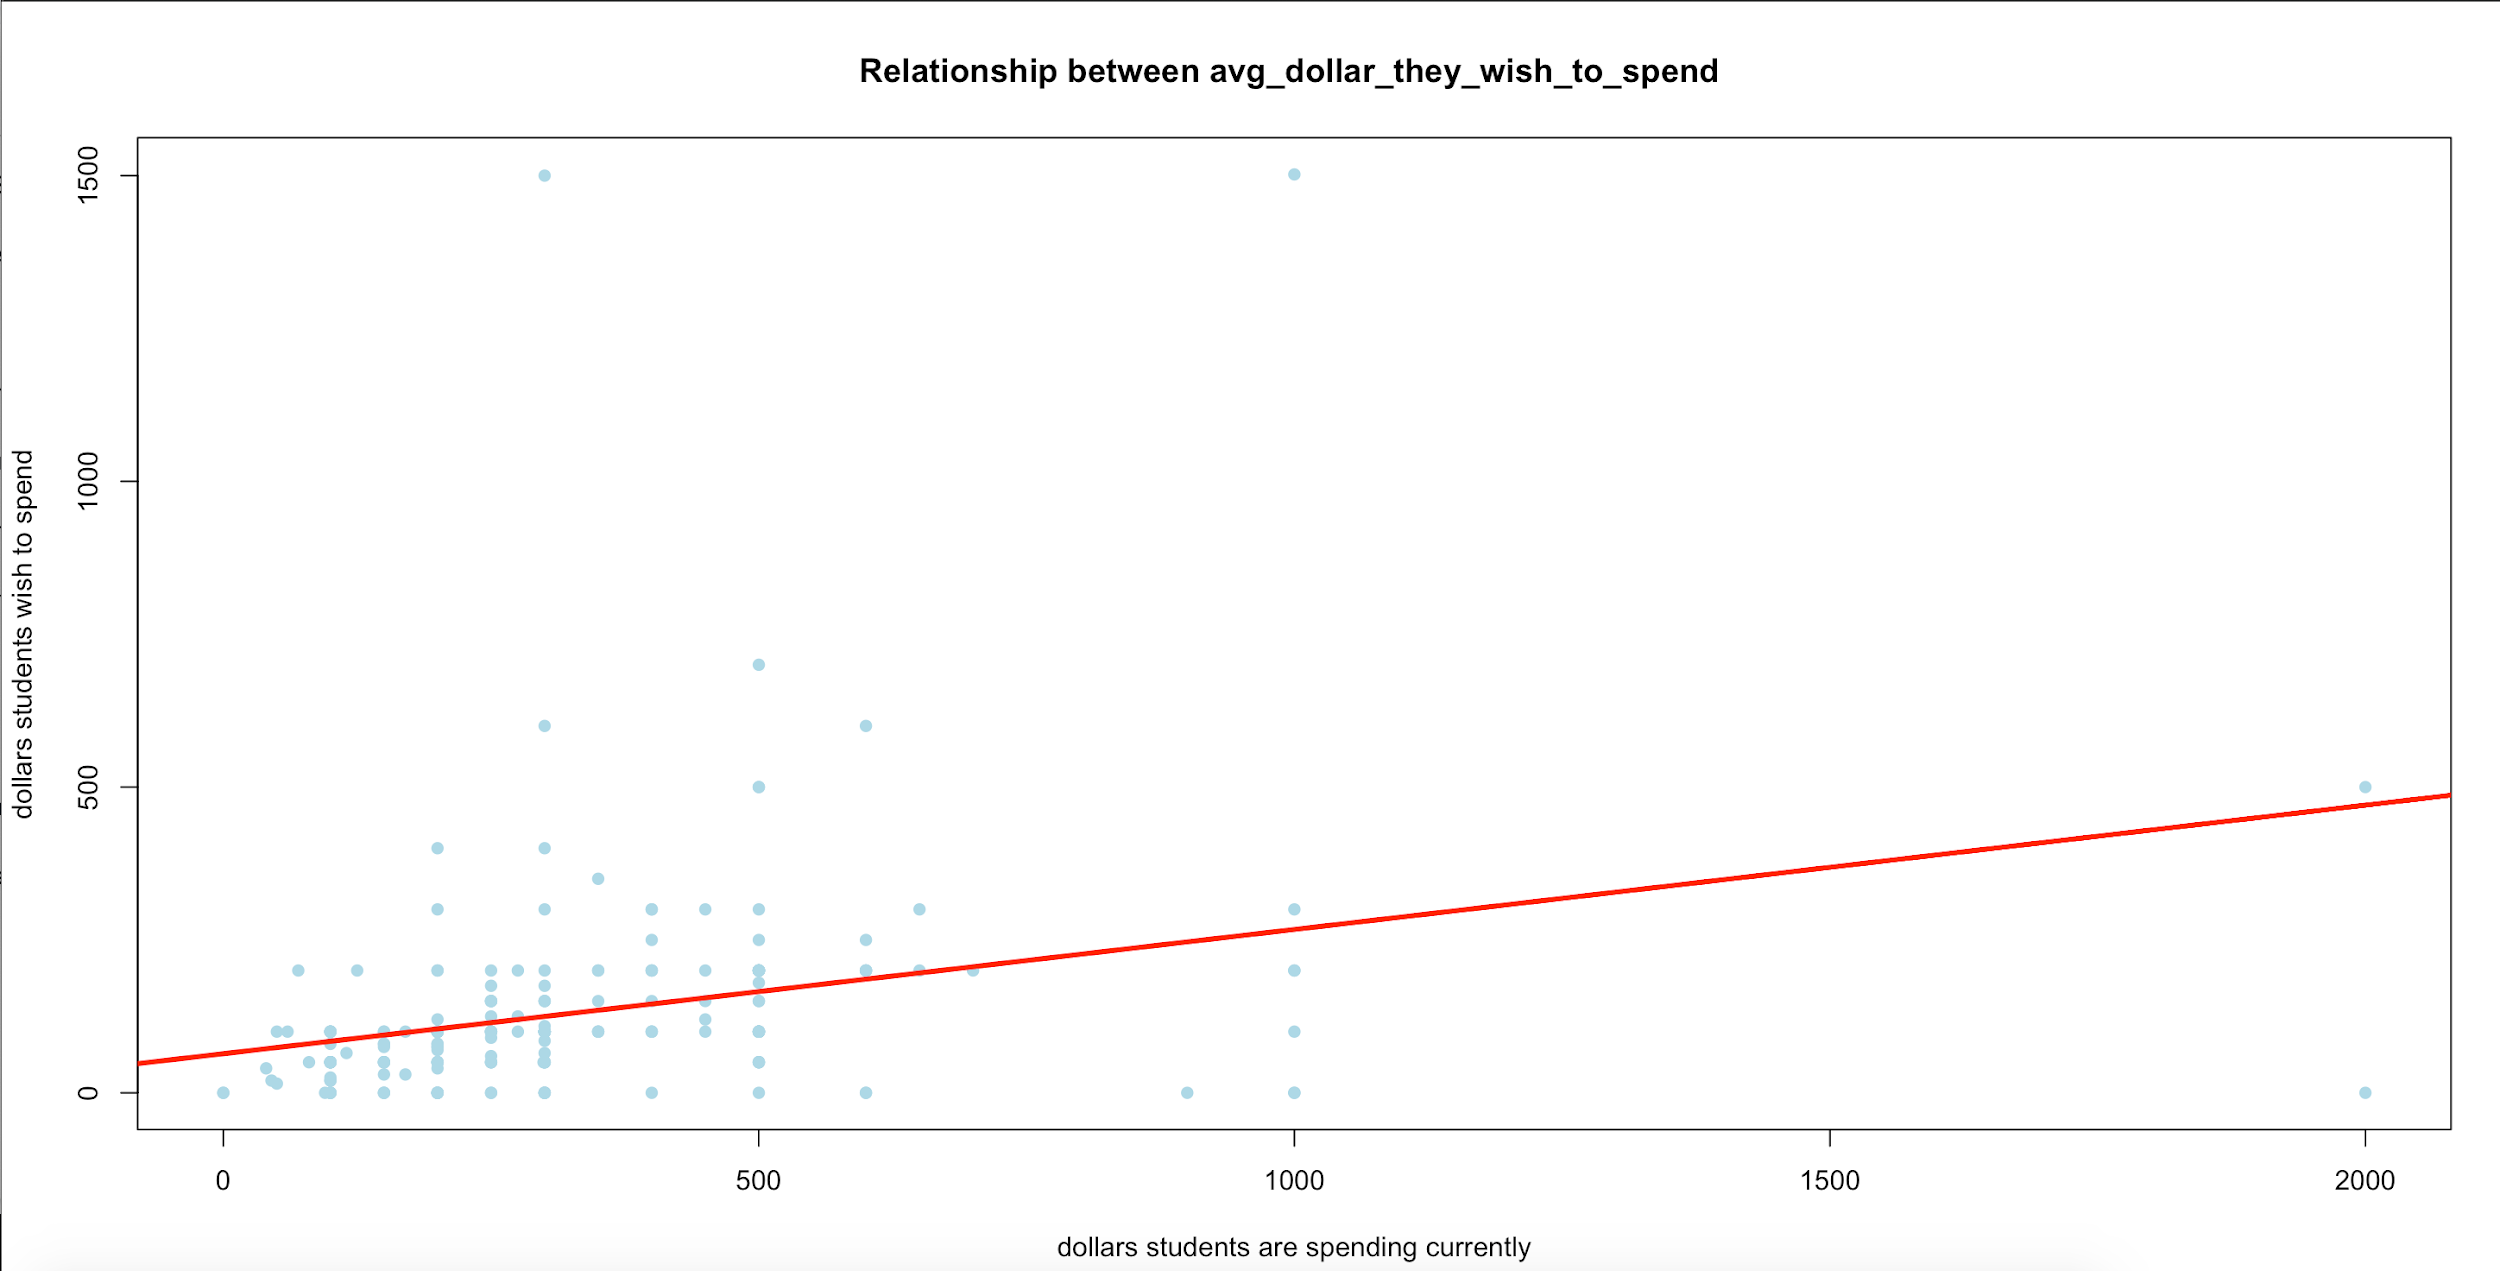 Relationship between avg_dollar_they_wish_to_spend
dollars students wish to spend
1500
1000
500
0
0 500 1000 1500 2000
dollars students are spending currently